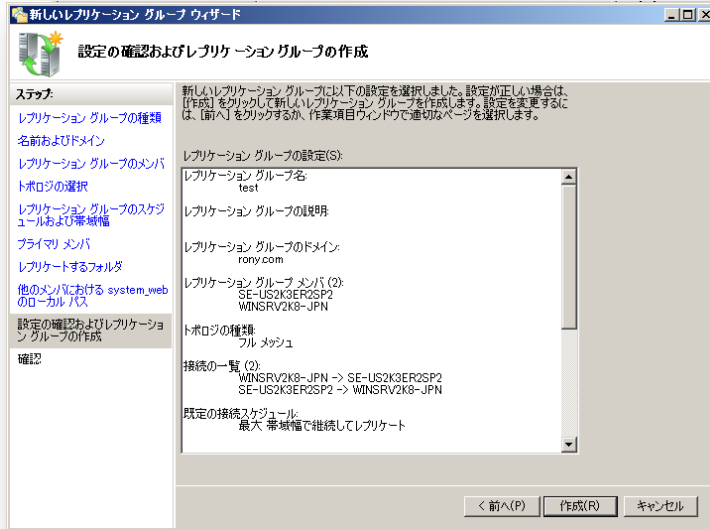 新しいレプリケーション グループ ウィザード
設定の確認およびレプリケーション グループの作成
ステップ:
レプリケーション グループの種類
名前およびドメイン
レプリケーション グループのメンバ
トポロジの選択
レプリケーション グループのスケジ
ュールおよび帯域幅
プライマリ メンバ
レプリケートするフォルダ
他のメンバにおける system_web
のローカル パス
設定の確認およびレプリケーショ
ン グループの作成
確認
新しいレプリケーション グループに以下の設定を選択しました。設定が正しい場合は、
[作成] をクリックして新しいレプリケーション グループを作成します。設定を変更するに
は、[前へ] をクリックするか、作業項目ウィンドウで適切なページを選択します。
レプリケーション グループの設定(S):
レプリケーション グループ名:
test
レプリケーション グループの説明:
レプリケーション グループのドメイン:
rony.com
レプリケーション グループ メンバ (2):
SE-US2K3ER2SP2
WINSRV2K8-JPN
トポロジの種類:
フル メッシュ
接続の一覧 (2):
WINSRV2K8-JPN -> SE-US2K3ER2SP2
SE-US2K3ER2SP2 -> WINSRV2K8-JPN
既定の接続スケジュール:
最大 帯域幅で継続してレプリケート
< 前へ(P)
作成(R)
キャンセル